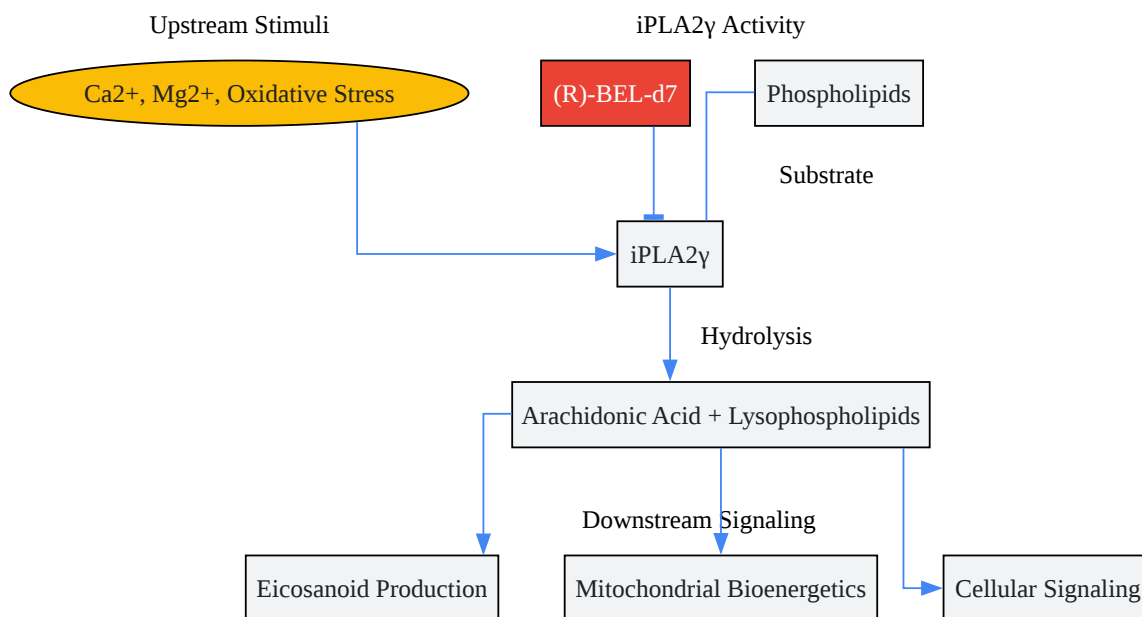 Upstream Stimuli
iPLA2γ Activity
Ca2+, Mg2+, Oxidative Stress
(R)-BEL-d7
Phospholipids
Substrate
iPLA2γ
Hydrolysis
Arachidonic Acid + Lysophospholipids
Downstream Signaling
Eicosanoid Production
Mitochondrial Bioenergetics
Cellular Signaling